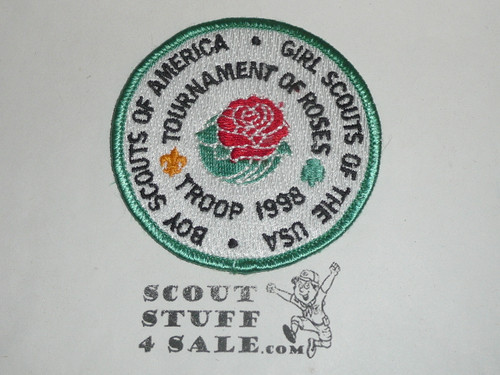 BOY SCOUTS OF AMERICA • GIRL SCOUTS OF THE USA •
TOURNAMENT OF ROSES
TROOP 1998
SCOUT
STUFF
4 SALE.COM